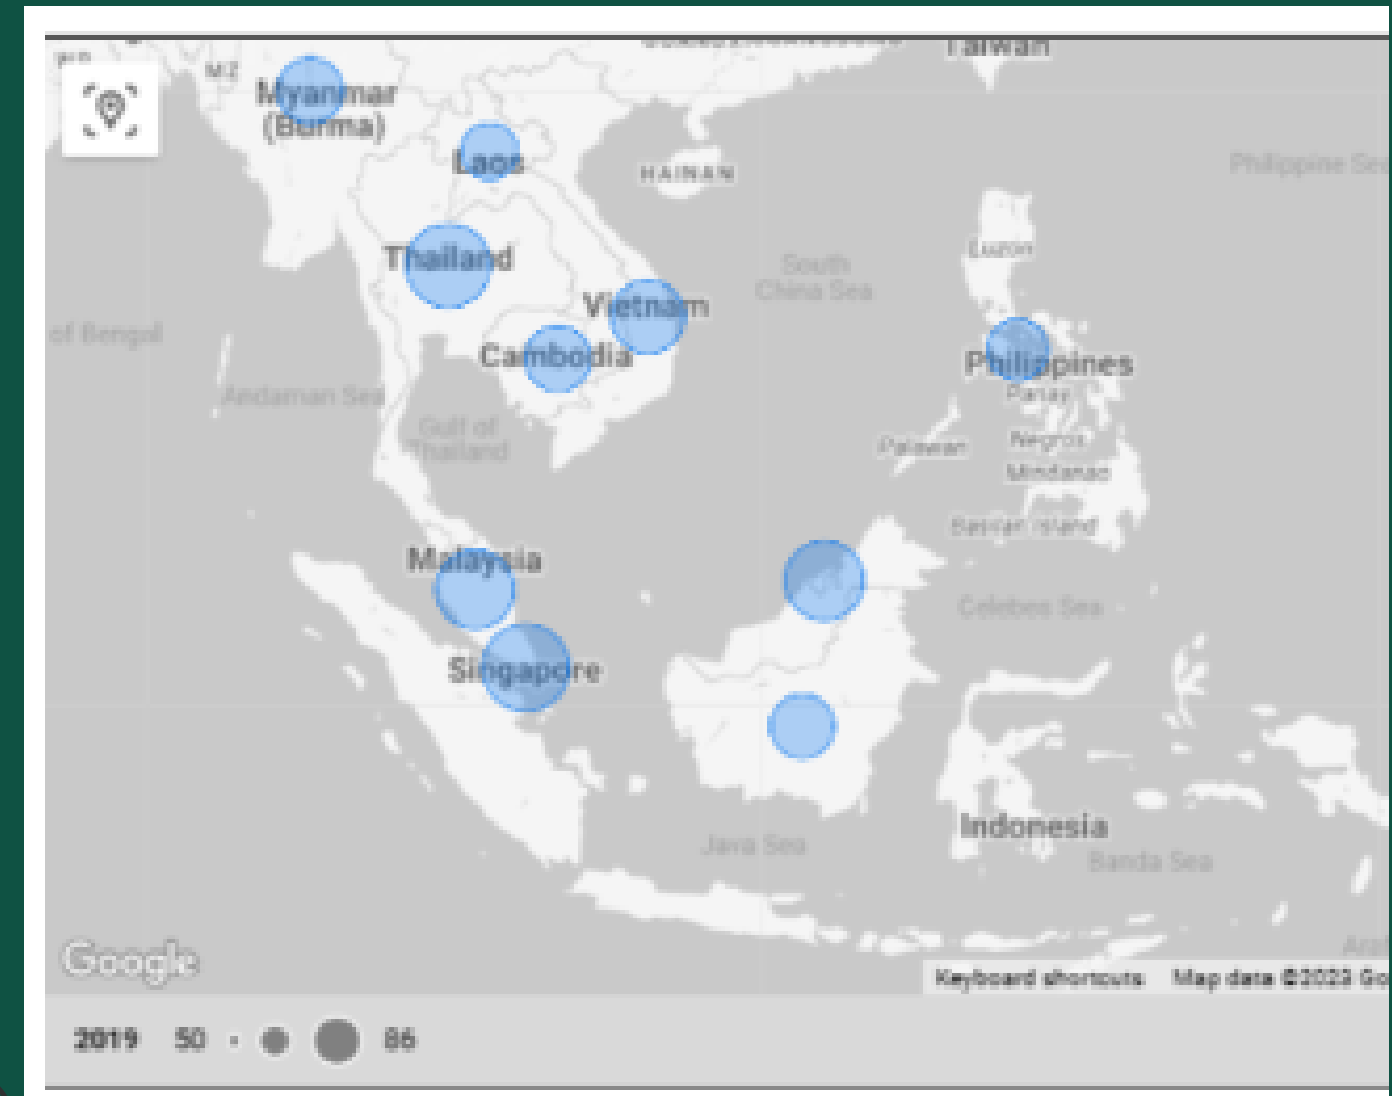 Taiwan
MZ
Myanmar
(Burma)
Laos
HAINAN
Philippine Sea
Thailand
Luzon
South
China Sea
Vietnam
of Bengal
Cambodia
Philippines
Andaman Sea
Panay
Gulf of
Thailand
Palawan
Negros
Mindanao
Basilan Island
Malaysia
Celebes Sea
Singapore
Indonesia
Java Sea
Banda Sea
Google
Keyboard shortcuts Map data ©2023 Go
2019 50 86